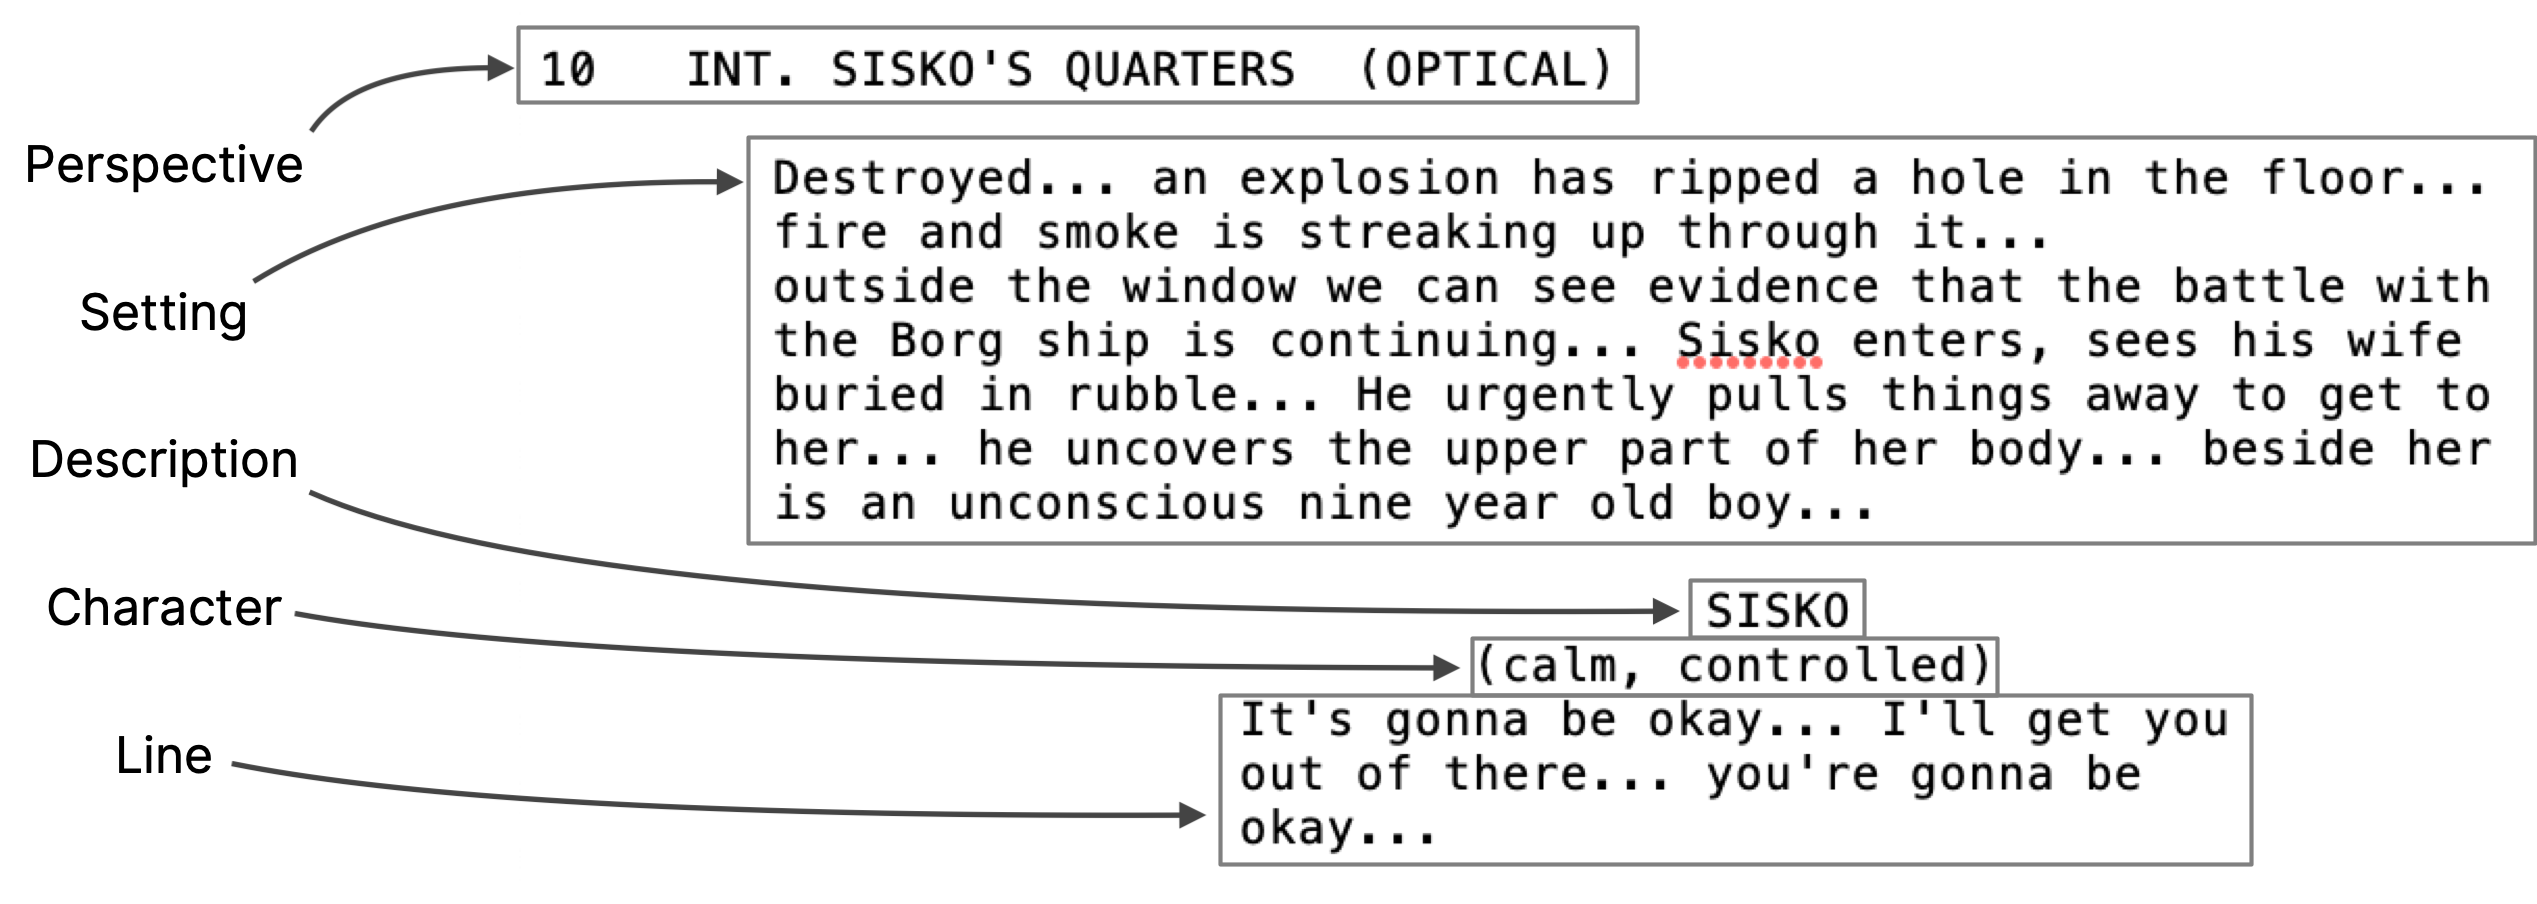 10   INT. SISKO'S QUARTERS  (OPTICAL)
Perspective
Destroyed... an explosion has ripped a hole in the floor...
fire and smoke is streaking up through it...
outside the window we can see evidence that the battle with
Setting
the Borg ship is continuing... Sisko enters, sees his wife
buried in rubble... He urgently pulls things away to get to
her... he uncovers the upper part of her body... beside her
Description
is an unconscious nine year old boy...
Character
SISKO
(calm, controlled)
It's gonna be okay... I'll get you
Line
out of there... you're gonna be
okay...